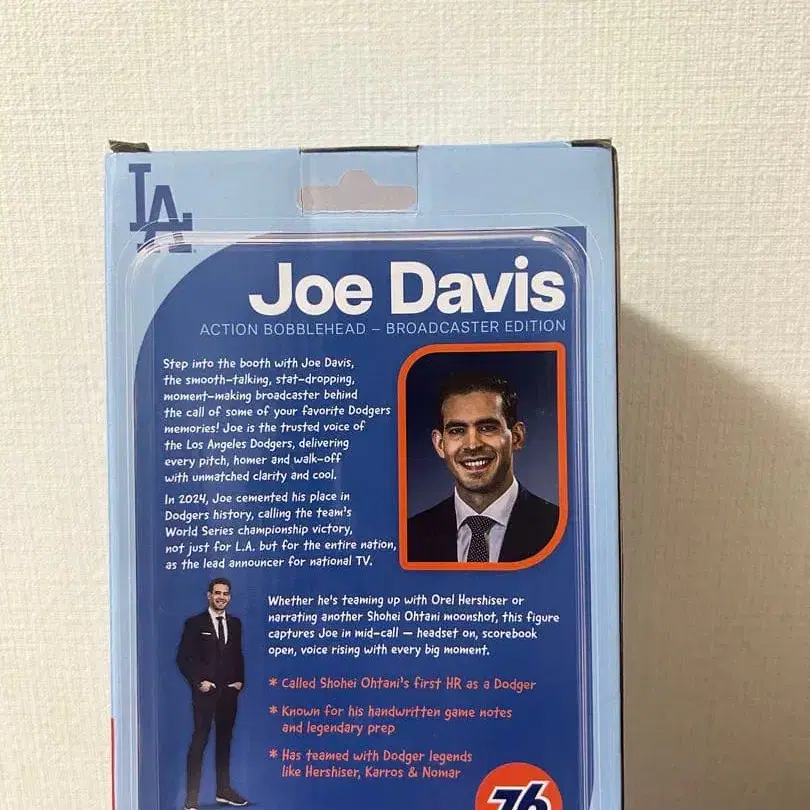 LA
Joe Davis
ACTION BOBBLEHEAD – BROADCASTER EDITION
Step into the booth with Joe Davis,
the smooth-talking, stat-dropping,
moment-making broadcaster behind
the call of some of your favorite Dodgers
memories! Joe is the trusted voice of
the Los Angeles Dodgers, delivering
every pitch, homer and walk-off
with unmatched clarity and cool.
In 2024, Joe cemented his place in
Dodgers history, calling the team's
World Series championship victory,
not just for L.A. but for the entire nation,
as the lead announcer for national TV.
Whether he's teaming up with Orel Hershiser or
narrating another Shohei Ohtani moonshot, this figure
captures Joe in mid-call — headset on, scorebook
open, voice rising with every big moment.
* Called Shohei Ohtani's first HR as a Dodger
* Known for his handwritten game notes
and legendary prep
* Has teamed with Dodger legends
like Hershiser, Karros & Nomar
76